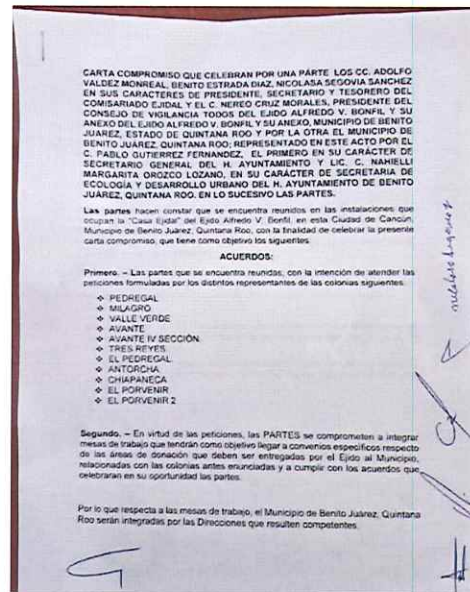 CARTA COMPROMISO QUE CELEBRAN POR UNA PARTE LOS CC. ADOLFO
VALDEZ MONREAL, BENITO ESTRADA DIAZ, NICOLASA SEGOVIA SANCHEZ
EN SUS CARACTERES DE PRESIDENTE, SECRETARIO Y TESORERO DEL
COMISARIADO EJIDAL Y EL C. NEREO CRUZ MORALES, PRESIDENTE DEL
CONSEJO DE VIGILANCIA TODOS DEL EJIDO ALFREDO V. BONFIL Y SU
ANEXO DEL EJIDO ALFREDO V. BONFIL Y SU ANEXO, MUNICIPIO DE BENITO
JUAREZ, ESTADO DE QUINTANA ROO Y POR LA OTRA EL MUNICIPIO DE
BENITO JUÁREZ, QUINTANA ROO; REPRESENTADO EN ESTE ACTO POR EL
C. PABLO GUTIERREZ FERNANDEZ, EL PRIMERO EN SU CARÁCTER DE
SECRETARIO GENERAL DEL H. AYUNTAMIENTO Y LIC. C. NAHIELLI
MARGARITA OROZCO LOZANO, EN SU CARÁCTER DE SECRETARIA DE
ECOLOGÍA Y DESARROLLO URBANO DEL H. AYUNTAMIENTO DE BENITO
JUÁREZ, QUINTANA ROO. EN LO SUCESIVO LAS PARTES.
Las partes hacen constar que se encuentra reunidos en las instalaciones que
ocupan la "Casa Ejidal" del Ejido Alfredo V. Bonfil, en esta Ciudad de Cancún,
Municipio de Benito Juárez, Quintana Roo, con la finalidad de celebrar la presente
carta compromiso, que tiene como objetivo los siguientes:
ACUERDOS:
Primero. – Las partes que se encuentra reunidas, con la intención de atender las
peticiones formuladas por los distintos representantes de las colonias siguientes:
❖ PEDREGAL
❖ MILAGRO
❖ VALLE VERDE
❖ AVANTE
❖ AVANTE IV SECCIÓN
❖ TRES REYES
❖ EL PEDREGAL
❖ ANTORCHA
❖ CHIAPANECA
❖ EL PORVENIR
❖ EL PORVENIR 2
Segundo. – En virtud de las peticiones, las PARTES se comprometen a integrar
mesas de trabajo que tendrán como objetivo llegar a convenios específicos respecto
de las áreas de donación que deben ser entregadas por el Ejido al Municipio,
relacionadas con las colonias antes enunciadas y a cumplir con los acuerdos que
celebraran en su oportunidad las partes.
Por lo que respecta a las mesas de trabajo, el Municipio de Benito Juárez, Quintana
Roo serán integradas por las Direcciones que resulten competentes.